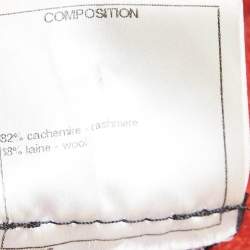 COMPOSITION
82% cachemire - cashmere
18% laine - wool